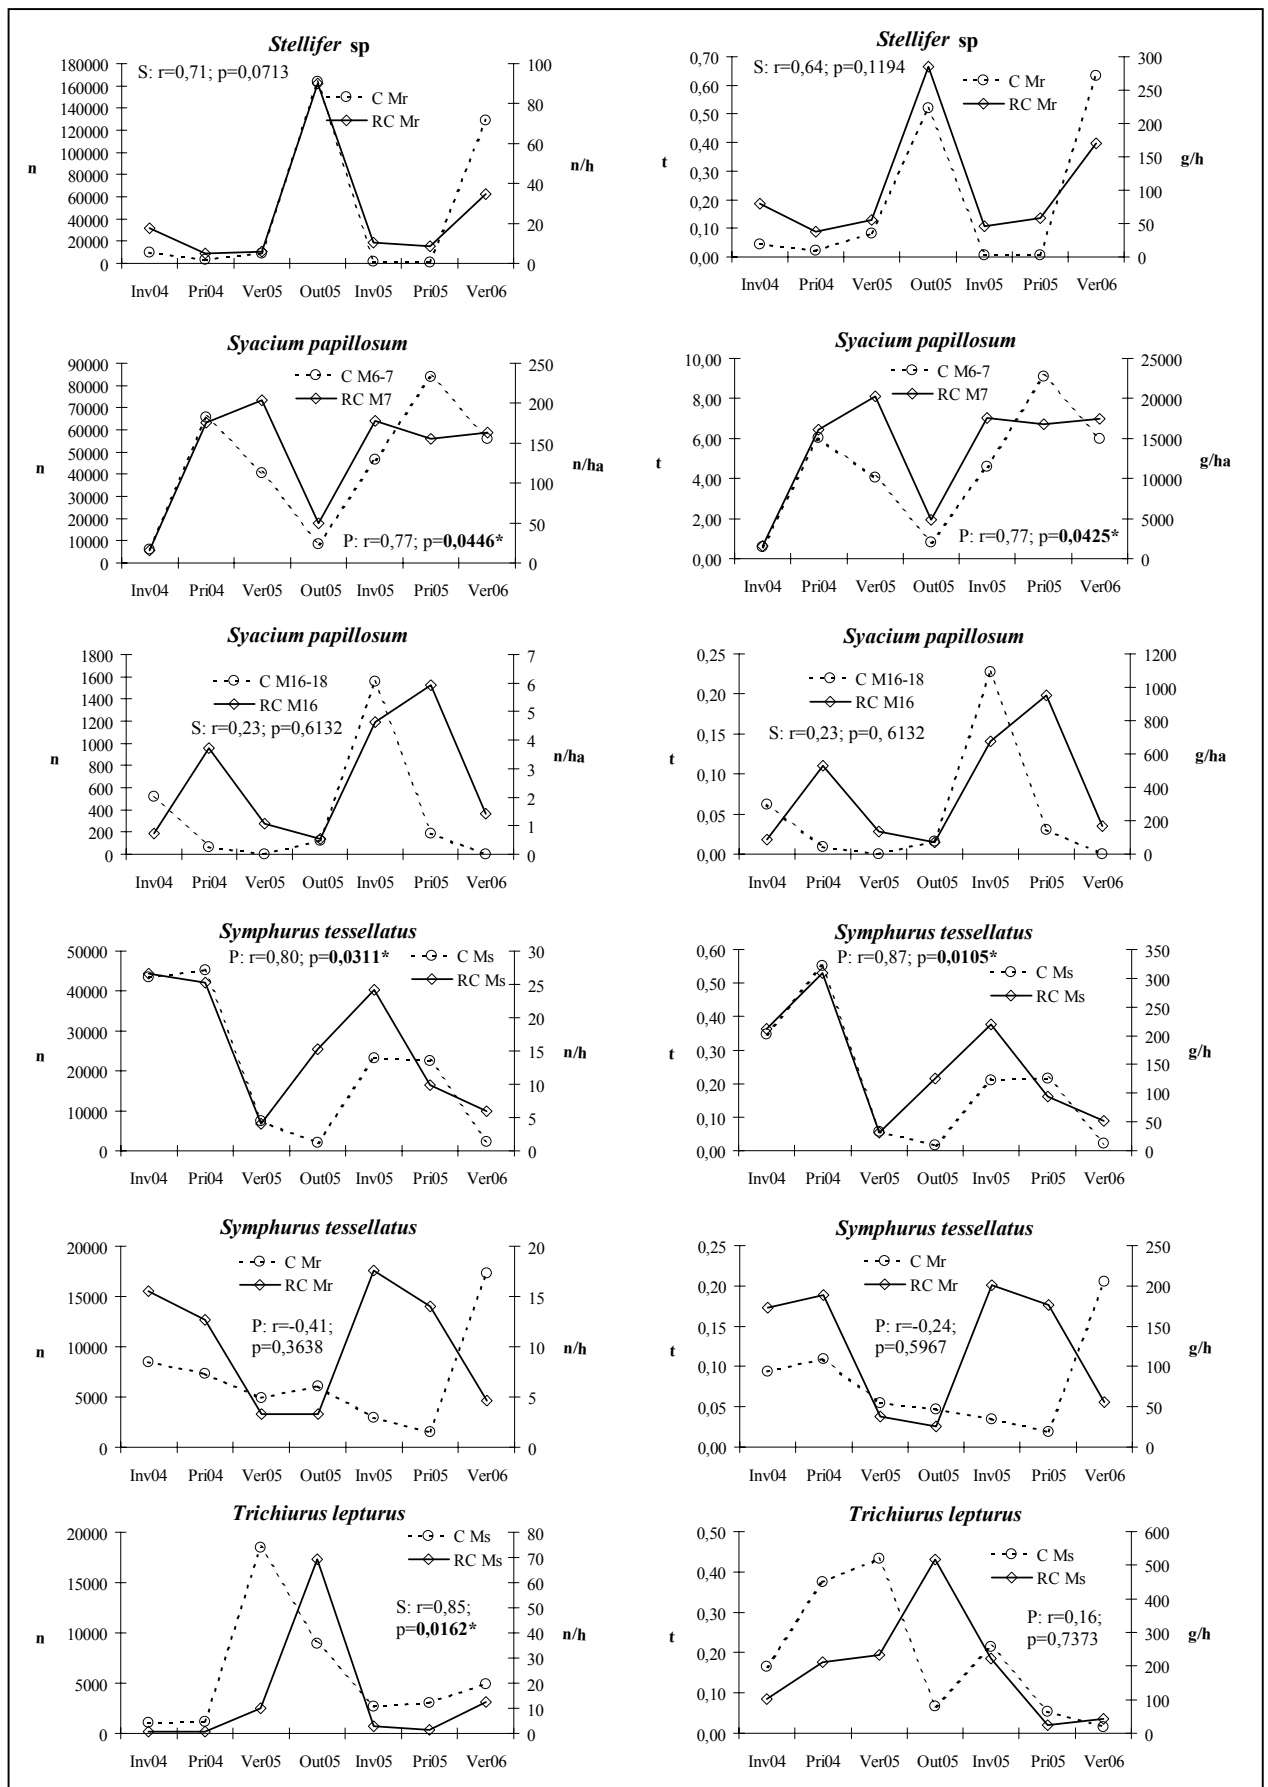 Stellifer sp
S: r=0,71; p=0,0713
C Mr
RC Mr
180000
160000
140000
120000
100000
80000
60000
40000
20000
0
n
100
80
60
40
20
0
n/h
Inv04 Pri04 Ver05 Out05 Inv05 Pri05 Ver06
Stellifer sp
S: r=0,64; p=0,1194
C Mr
RC Mr
0,70
0,60
0,50
0,40
0,30
0,20
0,10
0,00
t
300
250
200
150
100
50
0
g/h
Inv04 Pri04 Ver05 Out05 Inv05 Pri05 Ver06
Syacium papillosum
C M6-7
RC M7
90000
80000
70000
60000
50000
40000
30000
20000
10000
0
n
250
200
150
100
50
0
n/ha
P: r=0,77; p=0,0446*
Inv04 Pri04 Ver05 Out05 Inv05 Pri05 Ver06
Syacium papillosum
C M6-7
RC M7
10,00
8,00
6,00
4,00
2,00
0,00
t
25000
20000
15000
10000
5000
0
g/ha
P: r=0,77; p=0,0425*
Inv04 Pri04 Ver05 Out05 Inv05 Pri05 Ver06
Syacium papillosum
C M16-18
RC M16
S: r=0,23; p=0,6132
1800
1600
1400
1200
1000
800
600
400
200
0
n
7
6
5
4
3
2
1
0
n/ha
Inv04 Pri04 Ver05 Out05 Inv05 Pri05 Ver06
Syacium papillosum
C M16-18
RC M16
S: r=0,23; p=0, 6132
0,25
0,20
0,15
0,10
0,05
0,00
t
1200
1000
800
600
400
200
0
g/ha
Inv04 Pri04 Ver05 Out05 Inv05 Pri05 Ver06
Symphurus tessellatus
P: r=0,80; p=0,0311*
C Ms
RC Ms
50000
40000
30000
20000
10000
0
n
30
25
20
15
10
5
0
n/h
Inv04 Pri04 Ver05 Out05 Inv05 Pri05 Ver06
Symphurus tessellatus
P: r=0,87; p=0,0105*
C Ms
RC Ms
0,60
0,50
0,40
0,30
0,20
0,10
0,00
t
350
300
250
200
150
100
50
0
g/h
Inv04 Pri04 Ver05 Out05 Inv05 Pri05 Ver06
Symphurus tessellatus
C Mr
RC Mr
P: r=-0,41;
p=0,3638
20000
15000
10000
5000
0
n
20
15
10
5
0
n/h
Inv04 Pri04 Ver05 Out05 Inv05 Pri05 Ver06
Symphurus tessellatus
C Mr
RC Mr
P: r=-0,24;
p=0,5967
0,25
0,20
0,15
0,10
0,05
0,00
t
250
200
150
100
50
0
g/h
Inv04 Pri04 Ver05 Out05 Inv05 Pri05 Ver06
Trichiurus lepturus
C Ms
RC Ms
S: r=0,85;
p=0,0162*
20000
15000
10000
5000
0
n
80
70
60
50
40
30
20
10
0
n/h
Inv04 Pri04 Ver05 Out05 Inv05 Pri05 Ver06
Trichiurus lepturus
C Ms
RC Ms
P: r=0,16;
p=0,7373
0,50
0,40
0,30
0,20
0,10
0,00
t
600
500
400
300
200
100
0
g/h
Inv04 Pri04 Ver05 Out05 Inv05 Pri05 Ver06